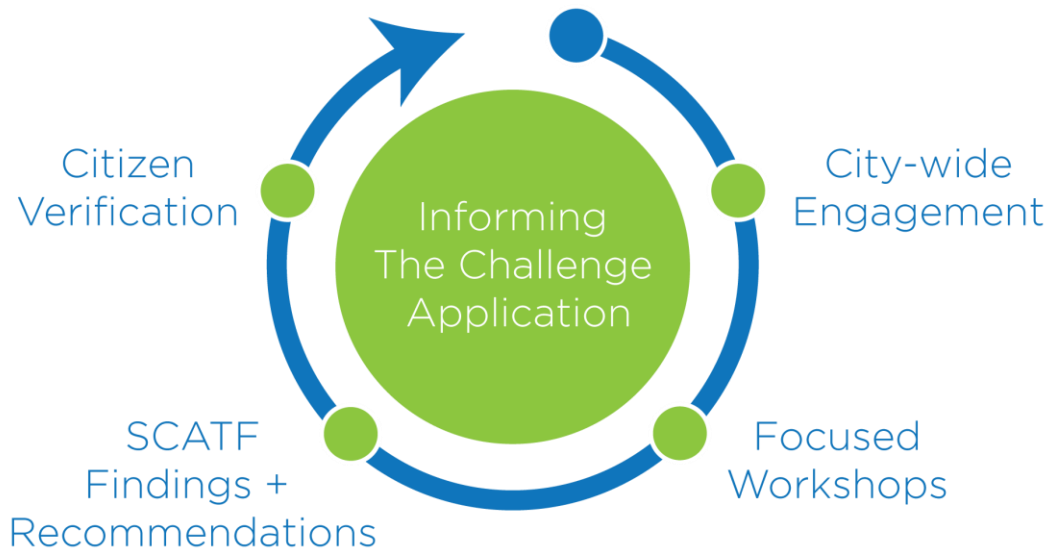 Citizen
Verification
City-wide
Engagement
Informing
The Challenge
Application
SCATF
Findings +
Recommendations
Focused
Workshops